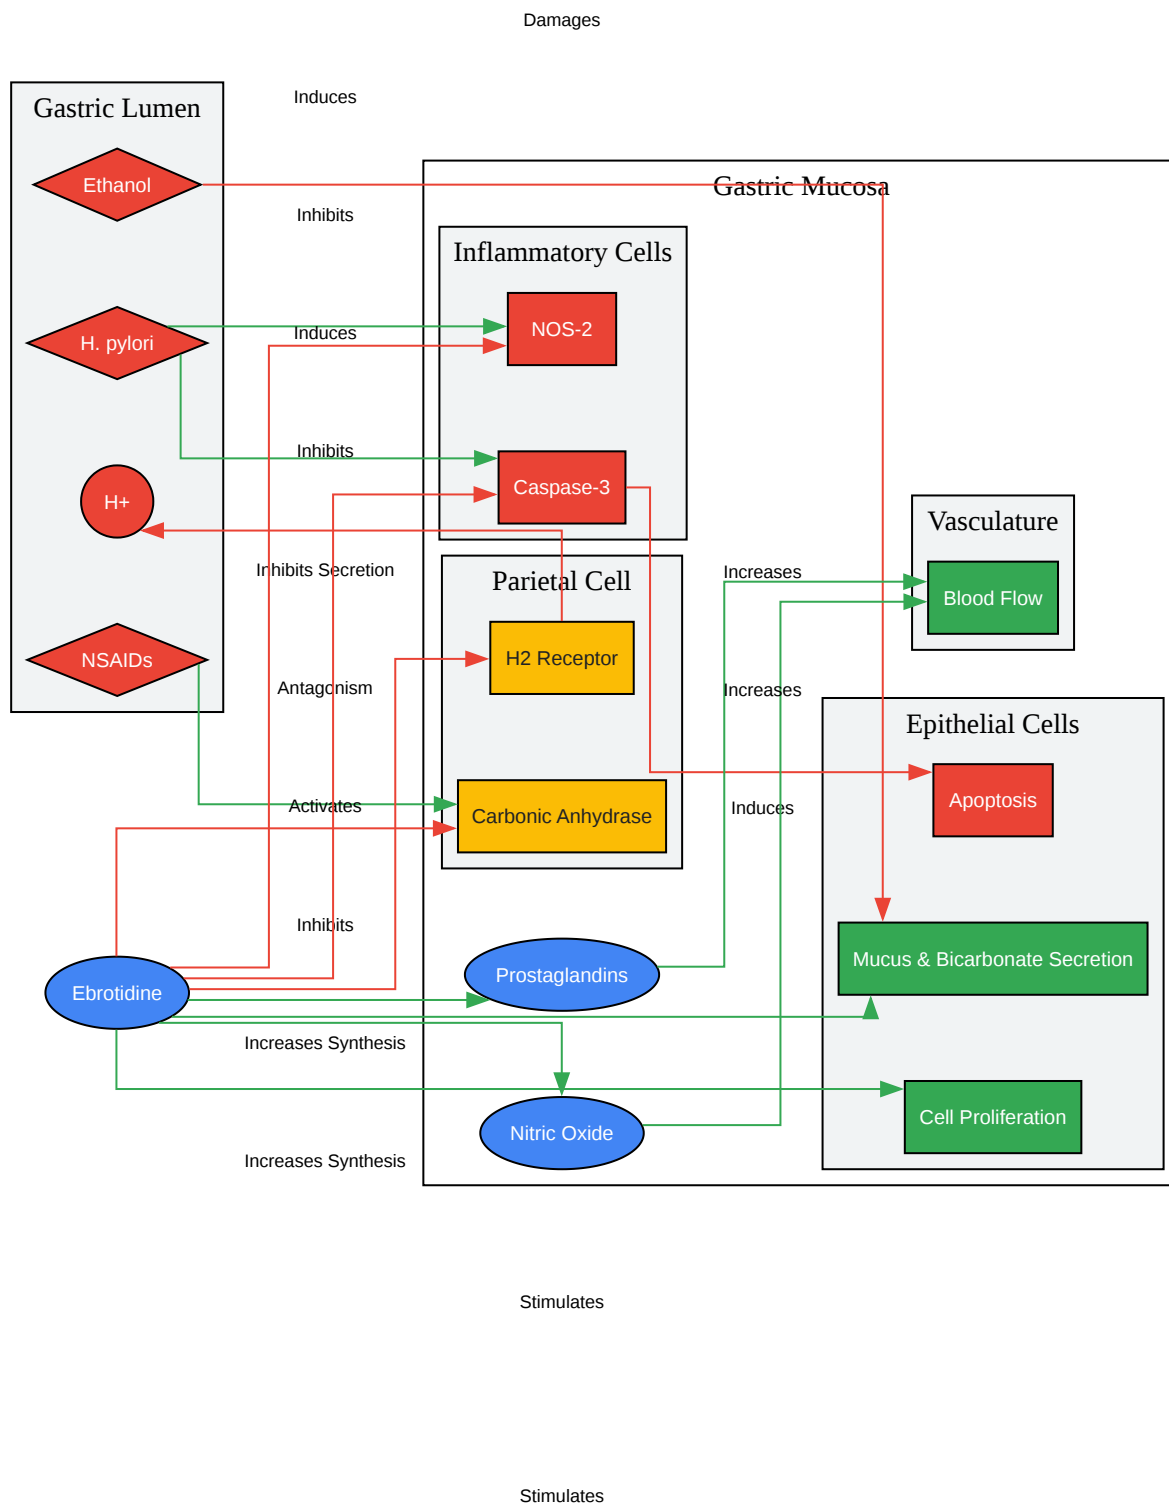 Damages
Induces
Gastric Lumen
Ethanol
Gastric Mucosa
Inhibits
Inflammatory Cells
NOS-2
Induces
H. pylori
Inhibits
Caspase-3
H+
Vasculature
Inhibits Secretion
Parietal Cell
Increases
Blood Flow
H2 Receptor
NSAIDs
Antagonism
Increases
Epithelial Cells
Apoptosis
Activates
Induces
Carbonic Anhydrase
Inhibits
Mucus & Bicarbonate Secretion
Prostaglandins
Ebrotidine
Increases Synthesis
Cell Proliferation
Nitric Oxide
Increases Synthesis
Stimulates
Stimulates